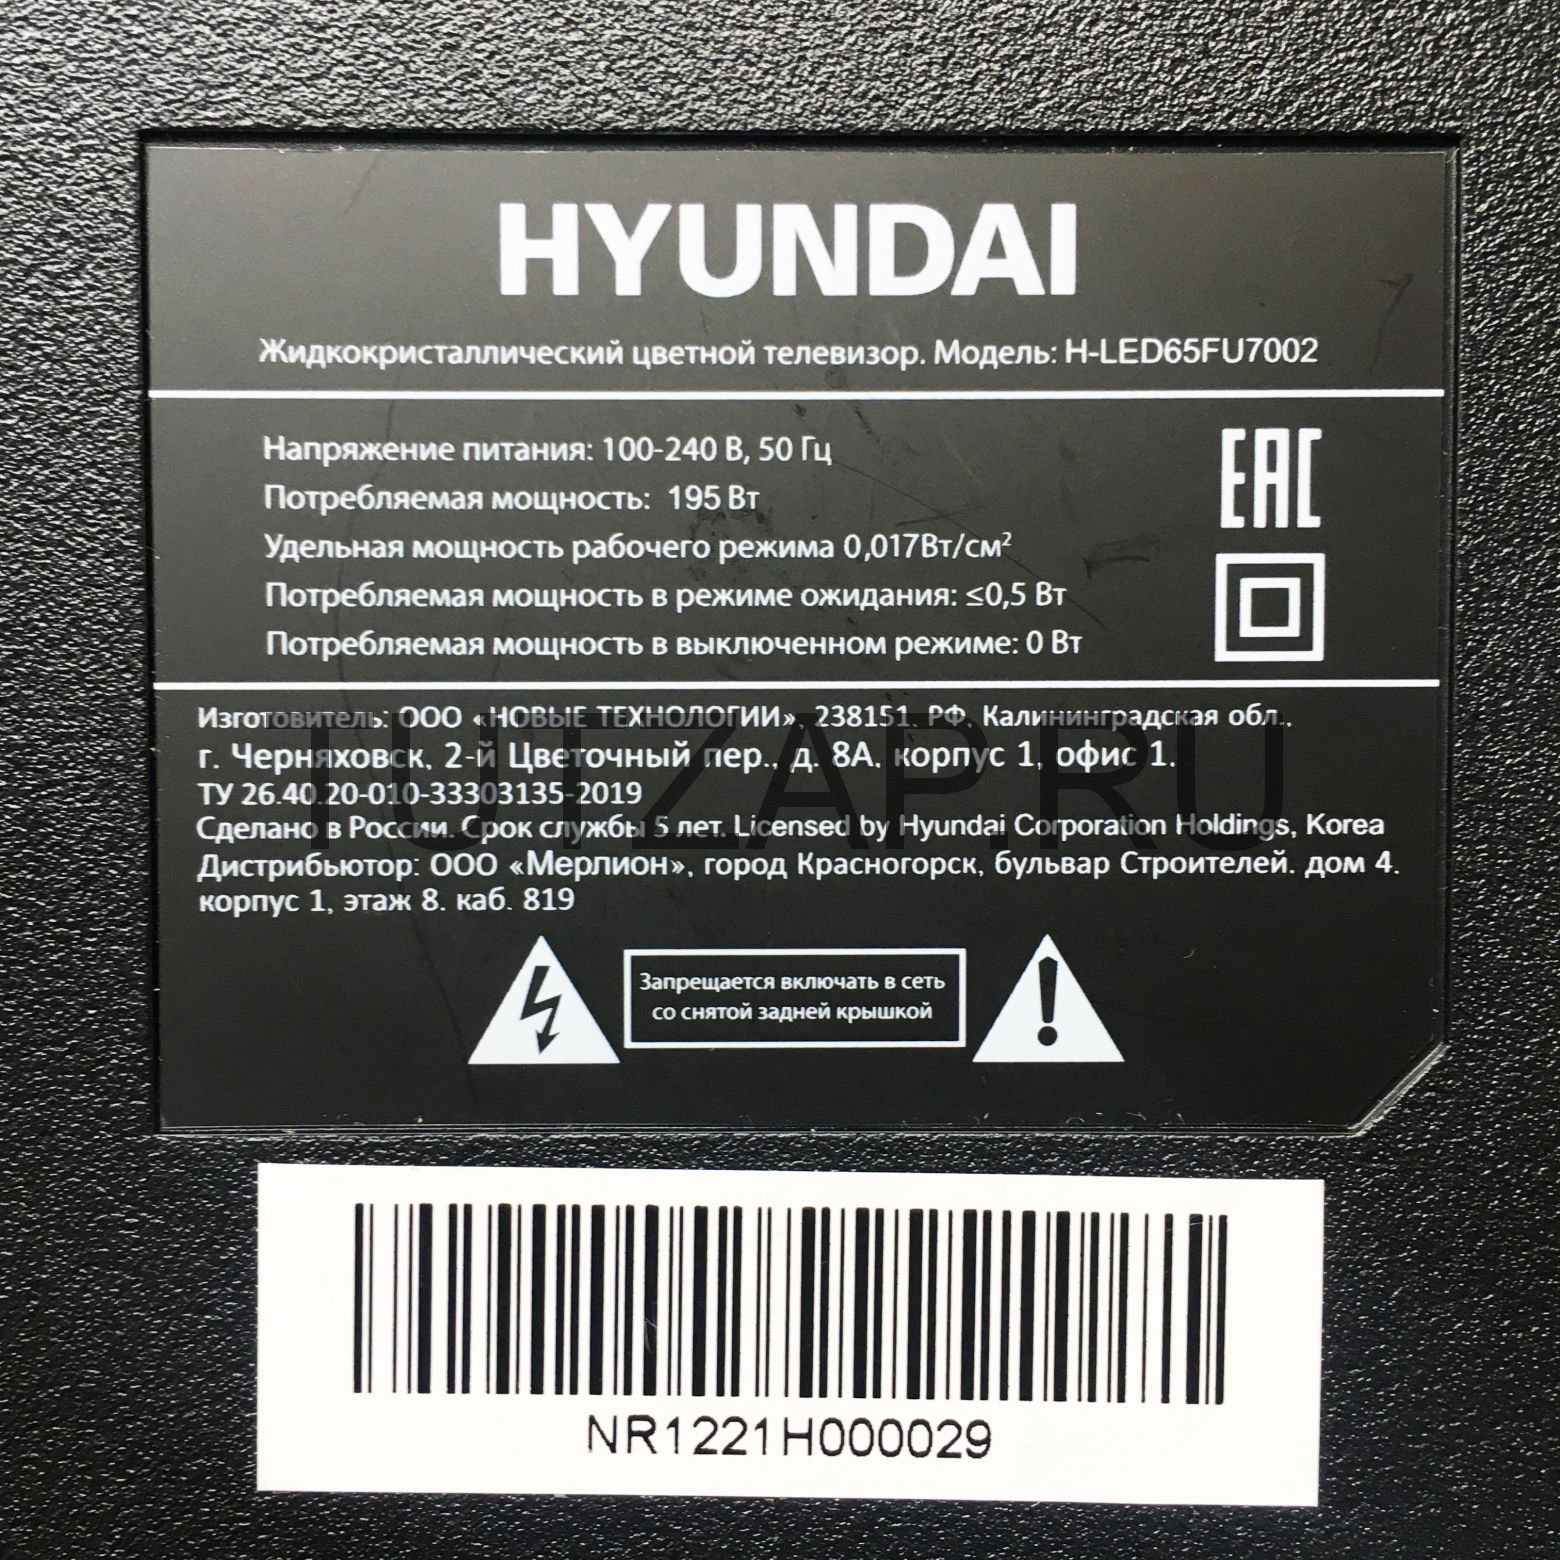 HYUNDAI
Жидкокристаллический цветной телевизор. Модель: H-LED65FU7002
Напряжение питания: 100-240 В, 50 Гц
Потребляемая мощность: 195 Вт
Удельная мощность рабочего режима 0,017Вт/см²
Потребляемая мощность в режиме ожидания: ≤0,5 Вт
Потребляемая мощность в выключенном режиме: 0 Вт
EAC
Изготовитель: ООО «НОВЫЕ ТЕХНОЛОГИИ», 238151, РФ, Калининградская обл.,
г. Черняховск, 2-й Цветочный пер., д. 8А, корпус 1, офис 1.
TUTZAP.RU
ТУ 26.40.20-010-33303135-2019
Сделано в России. Срок службы 5 лет. Licensed by Hyundai Corporation Holdings, Korea
Дистрибьютор: ООО «Мерлион», город Красногорск, бульвар Строителей. дом 4.
корпус 1, этаж 8. каб. 819
Запрещается включать в сеть
со снятой задней крышкой
NR1221H000029